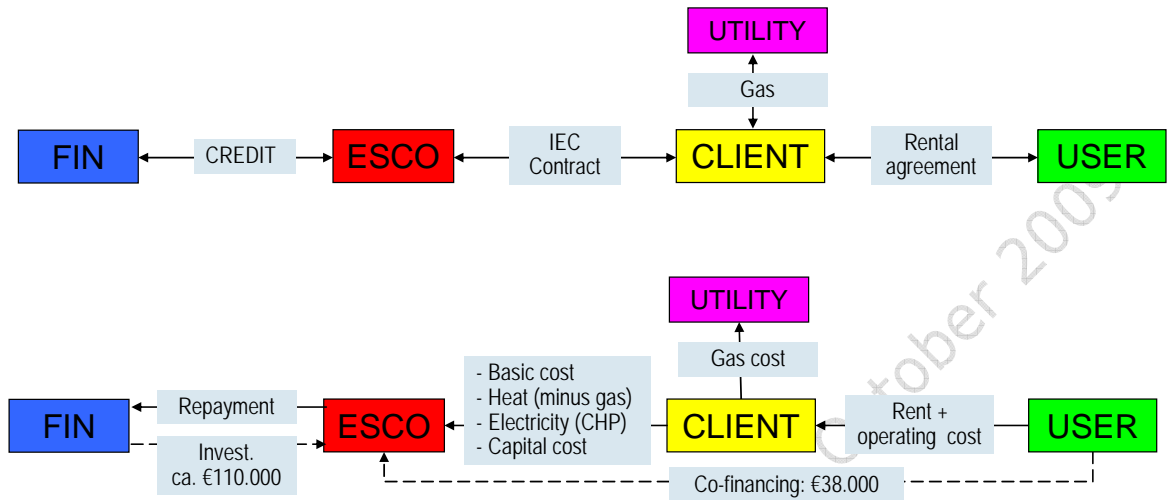 UTILITY
Gas
FIN
CREDIT
ESCO
IEC
Contract
CLIENT
Rental
agreement
USER
October 2009
UTILITY
Gas cost
- Basic cost
- Heat (minus gas)
- Electricity (CHP)
- Capital cost
FIN
Repayment
Invest.
ca. €110.000
ESCO
CLIENT
Rent +
operating cost
USER
Co-financing: €38.000